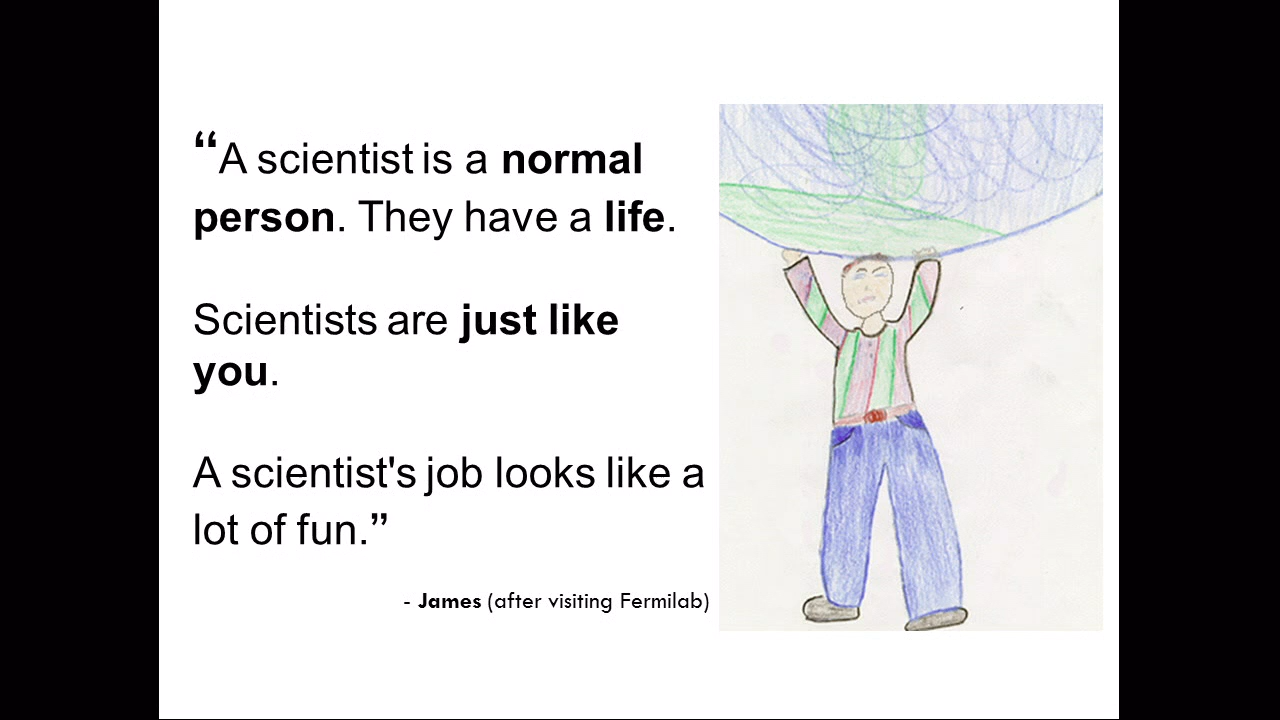 “A scientist is a normal
person. They have a life.
Scientists are just like
you.
A scientist's job looks like a
lot of fun.”
- James (after visiting Fermilab)